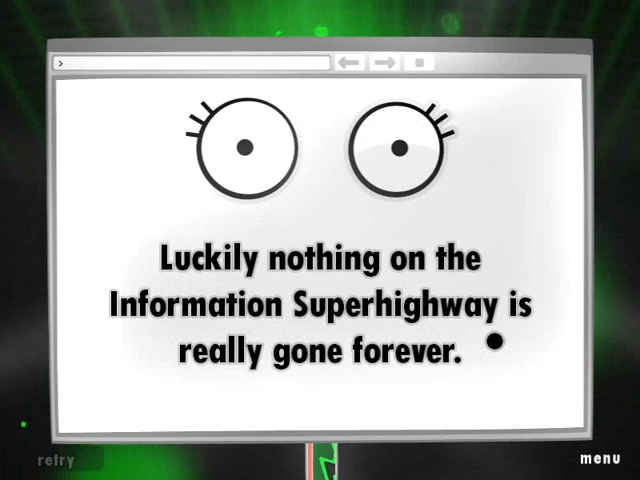 >
Luckily nothing on the
Information Superhighway is
really gone forever.
retry
menu